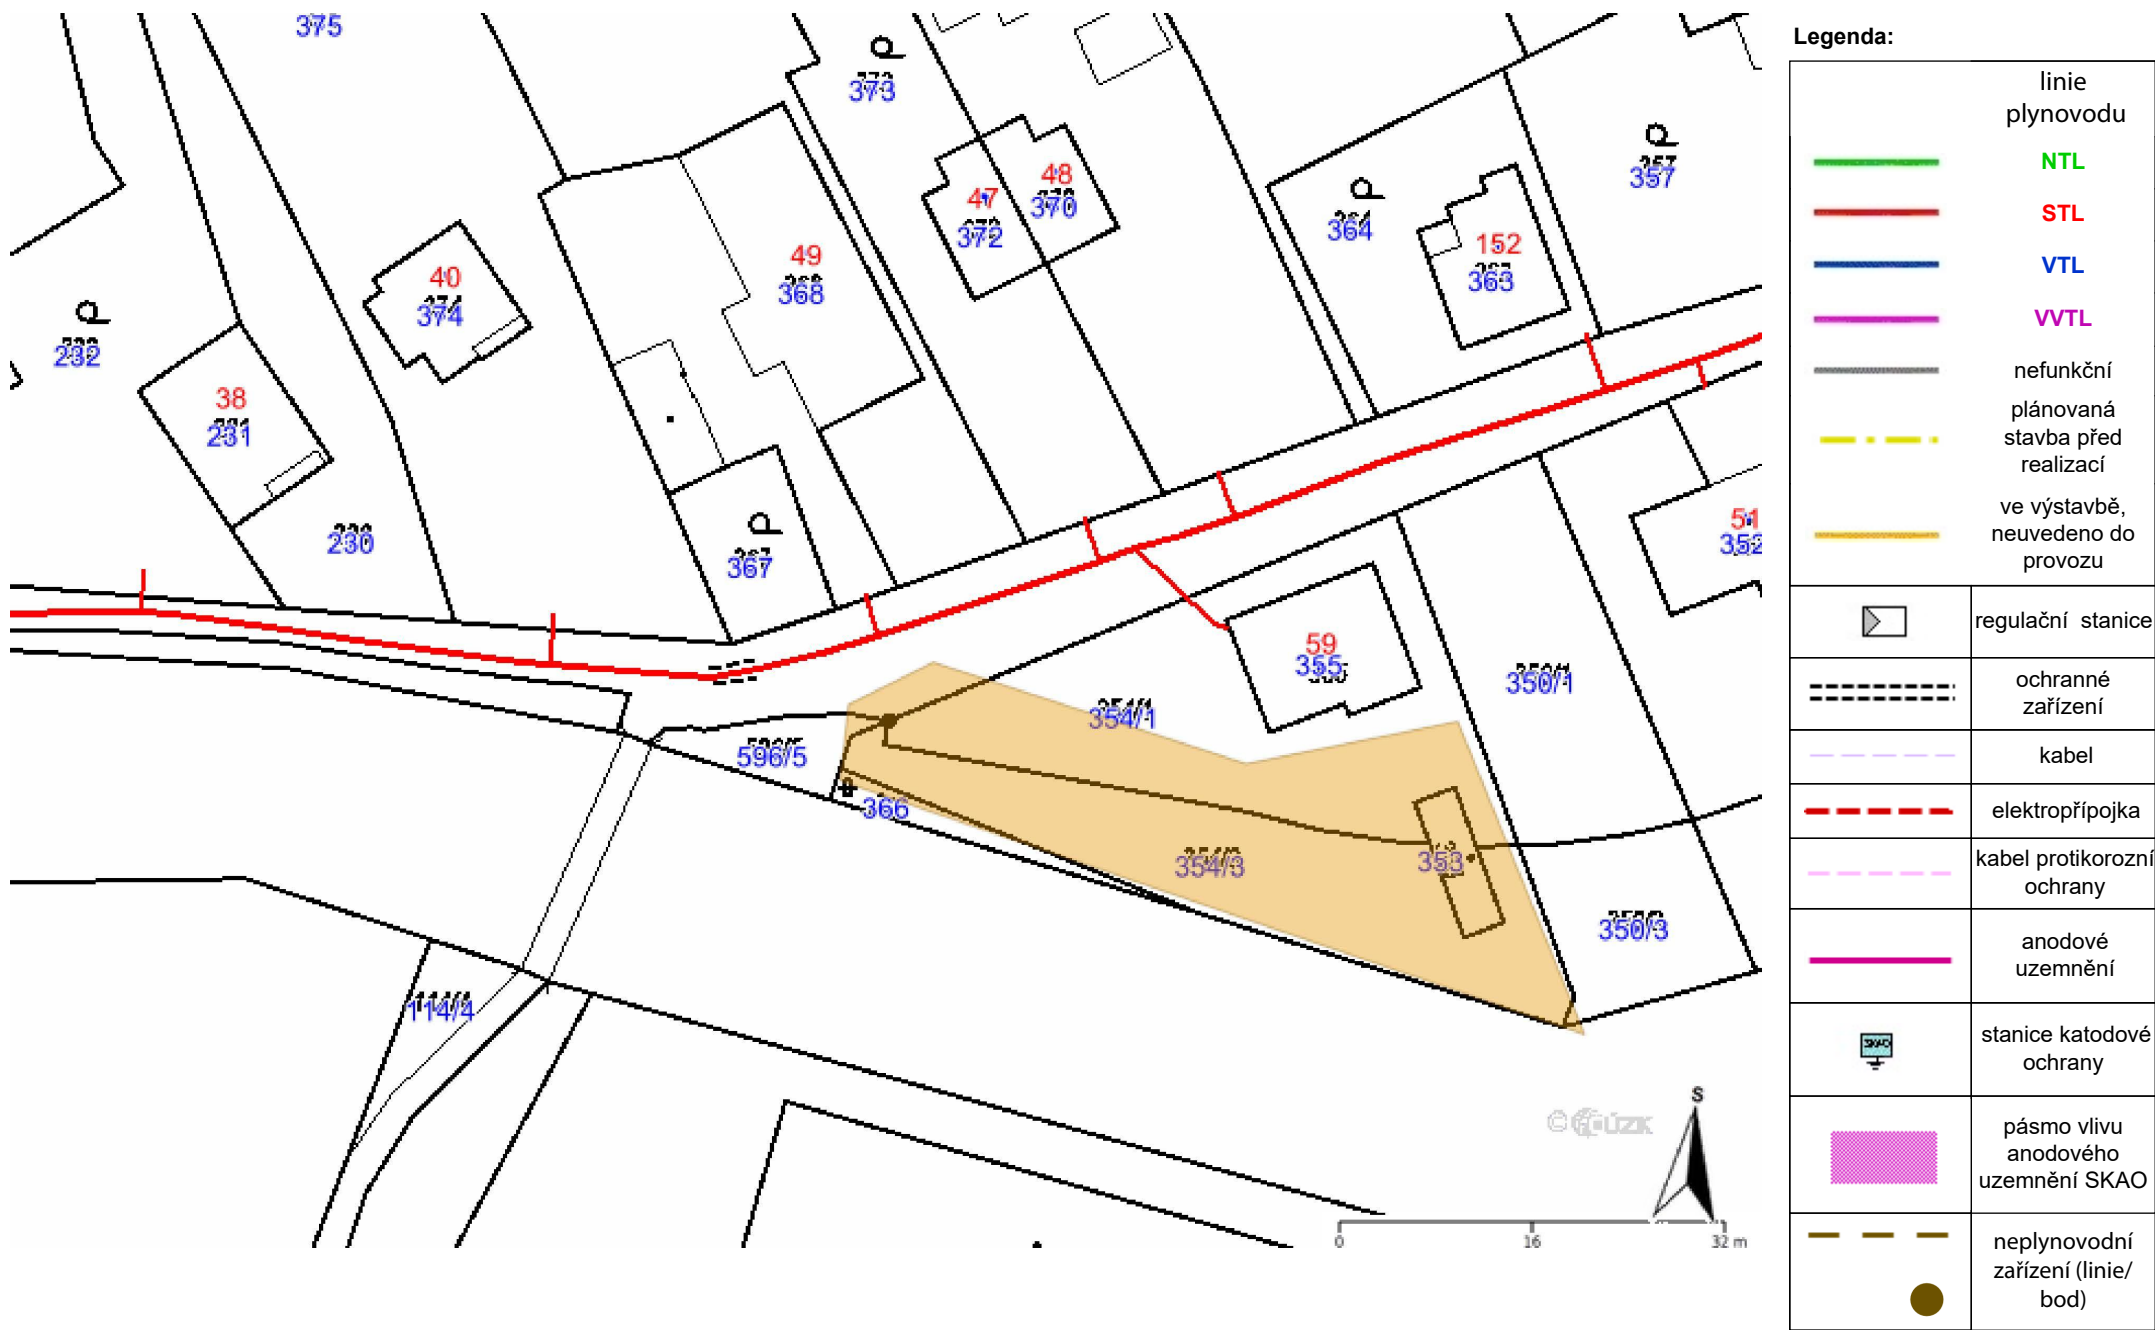 375
373
357
364
47
48
372
370
152
363
49
368
40
374
232
38
231
230
367
51
352
59
355
350/1
354/1
596/5
366
354/3
353
350/3
114/4
S
0 16 32 m
Legenda:
linie
plynovodu
NTL
STL
VTL
VVTL
nefunkční
plánovaná
stavba před
realizací
ve výstavbě,
neuvedeno do
provozu
regulační stanice
ochranné
zařízení
kabel
elektropřípojka
kabel protikorozní
ochrany
anodové
uzemnění
SKAO
stanice katodové
ochrany
pásmo vlivu
anodového
uzemnění SKAO
neplynovodní
zařízení (linie/
bod)